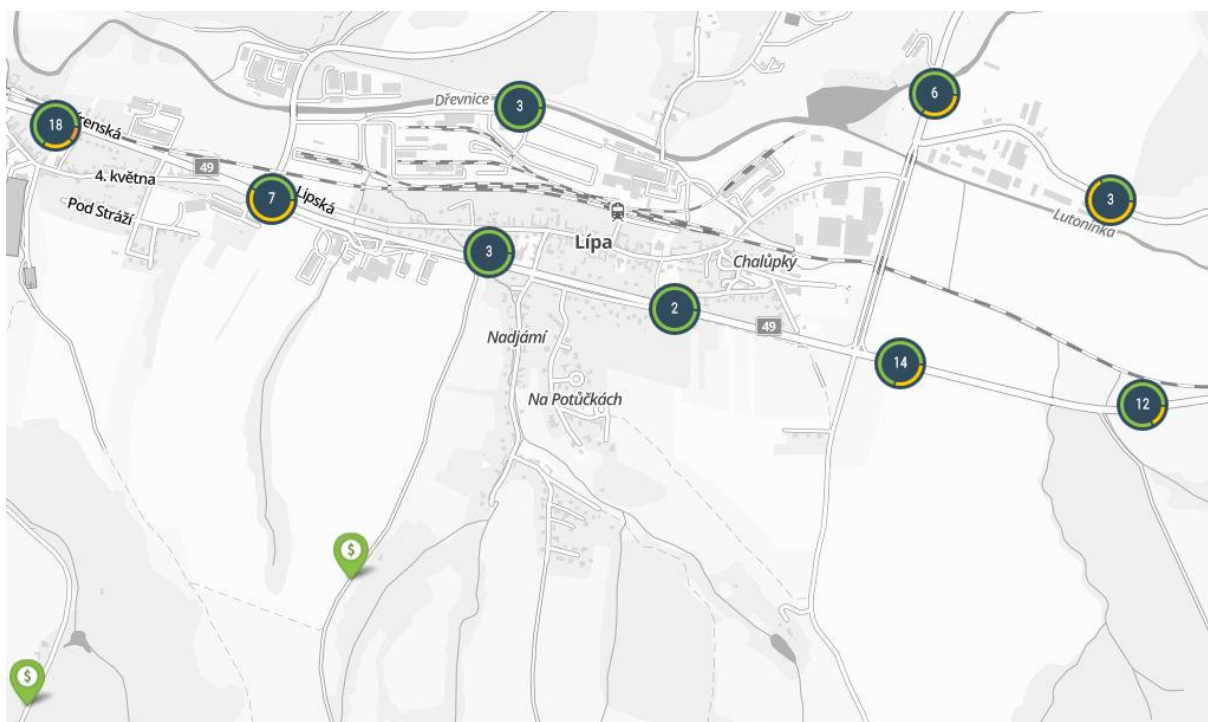 6
3
Dřevnice
18
49
4. května
7
Lipská
Pod Stráží
3
Lutoninka
Lípa
3
Chalůpky
2
49
Nadjámí
14
Na Potůčkách
12
$
$